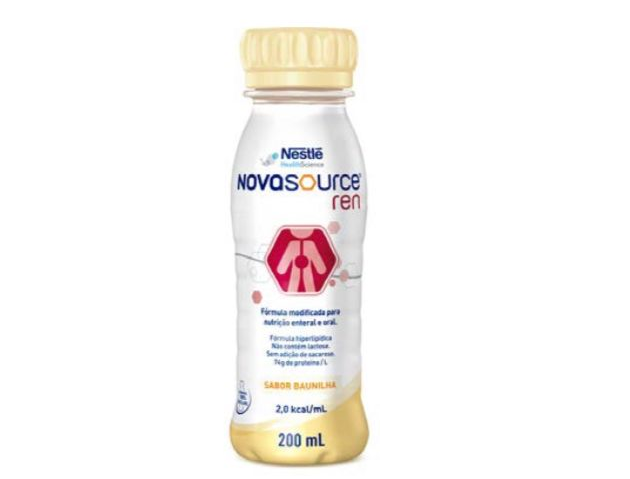 Nestlé
HealthScience
NOVASOURCE®
ren
Fórmula modificada para
nutrição enteral e oral.
Fórmula hiperlipídica
Não contém lactose.
Sem adição de sacarose.
74g de proteína/L
SABOR BAUNILHA
2,0 kcal/mL
200 mL